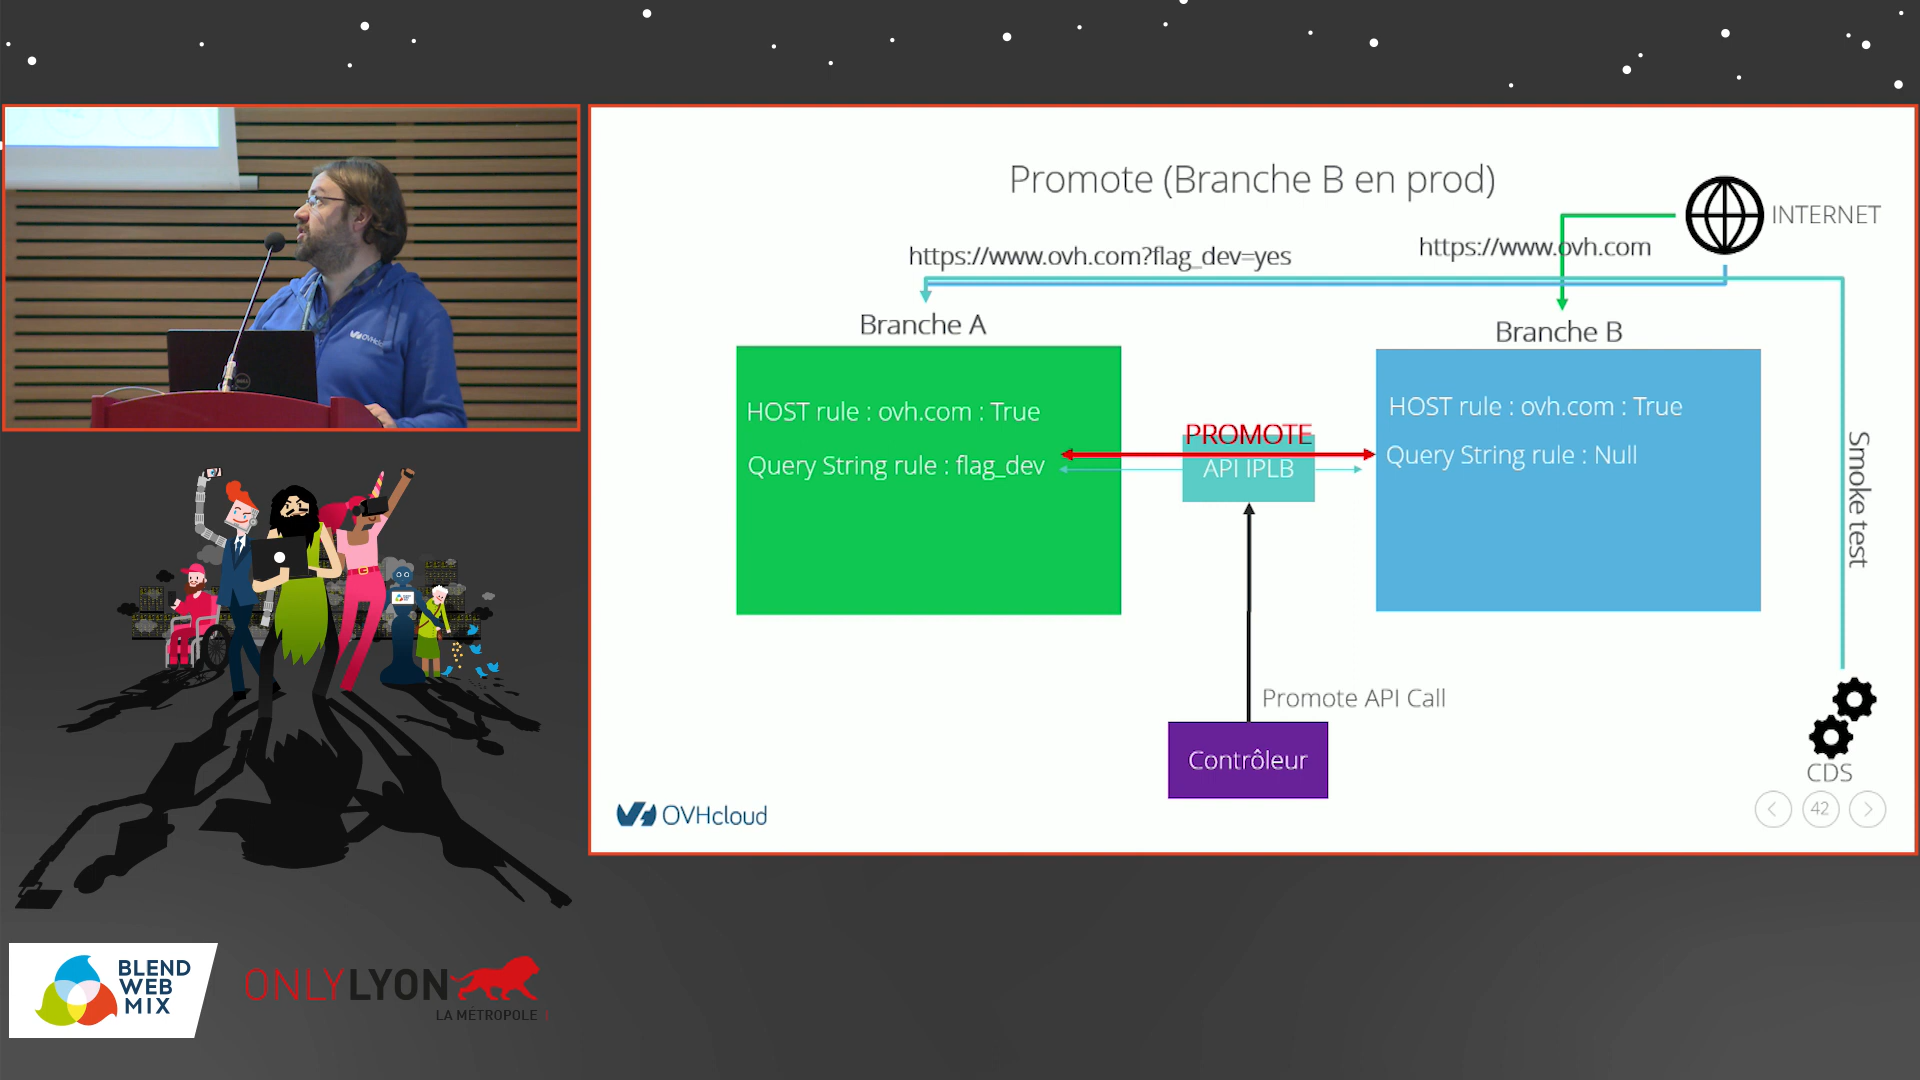 Promote (Branche B en prod)
INTERNET
https://www.ovh.com?flag_dev=yes
https://www.ovh.com
Branche A
Branche B
HOST rule : ovh.com : True
Query String rule : flag_dev
PROMOTE
API IPLB
HOST rule : ovh.com : True
Query String rule : Null
Smoke test
Promote API Call
Contrôleur
CDS
OVHcloud
42
BLEND
WEB
MIX
ONLYLYON
LA MÉTROPOLE